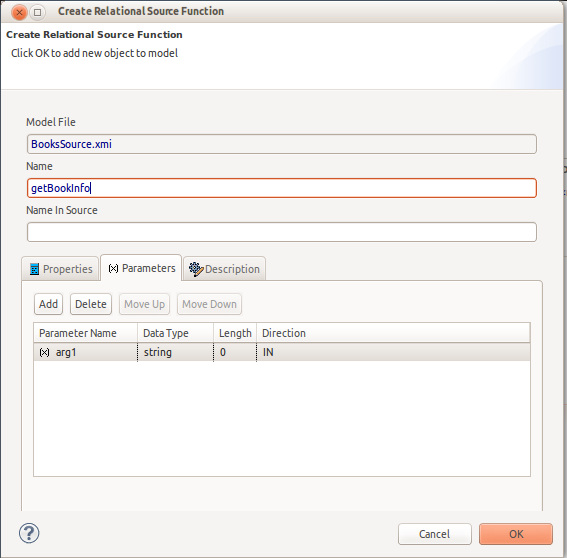 Create Relational Source Function
Create Relational Source Function
Click OK to add new object to model
Model File
BooksSource.xmi
Name
getBookInfo
Name In Source
Properties (x) Parameters Description
Add Delete Move Up Move Down
Parameter Name Data Type Length Direction
(x) arg1 string 0 IN
? Cancel OK